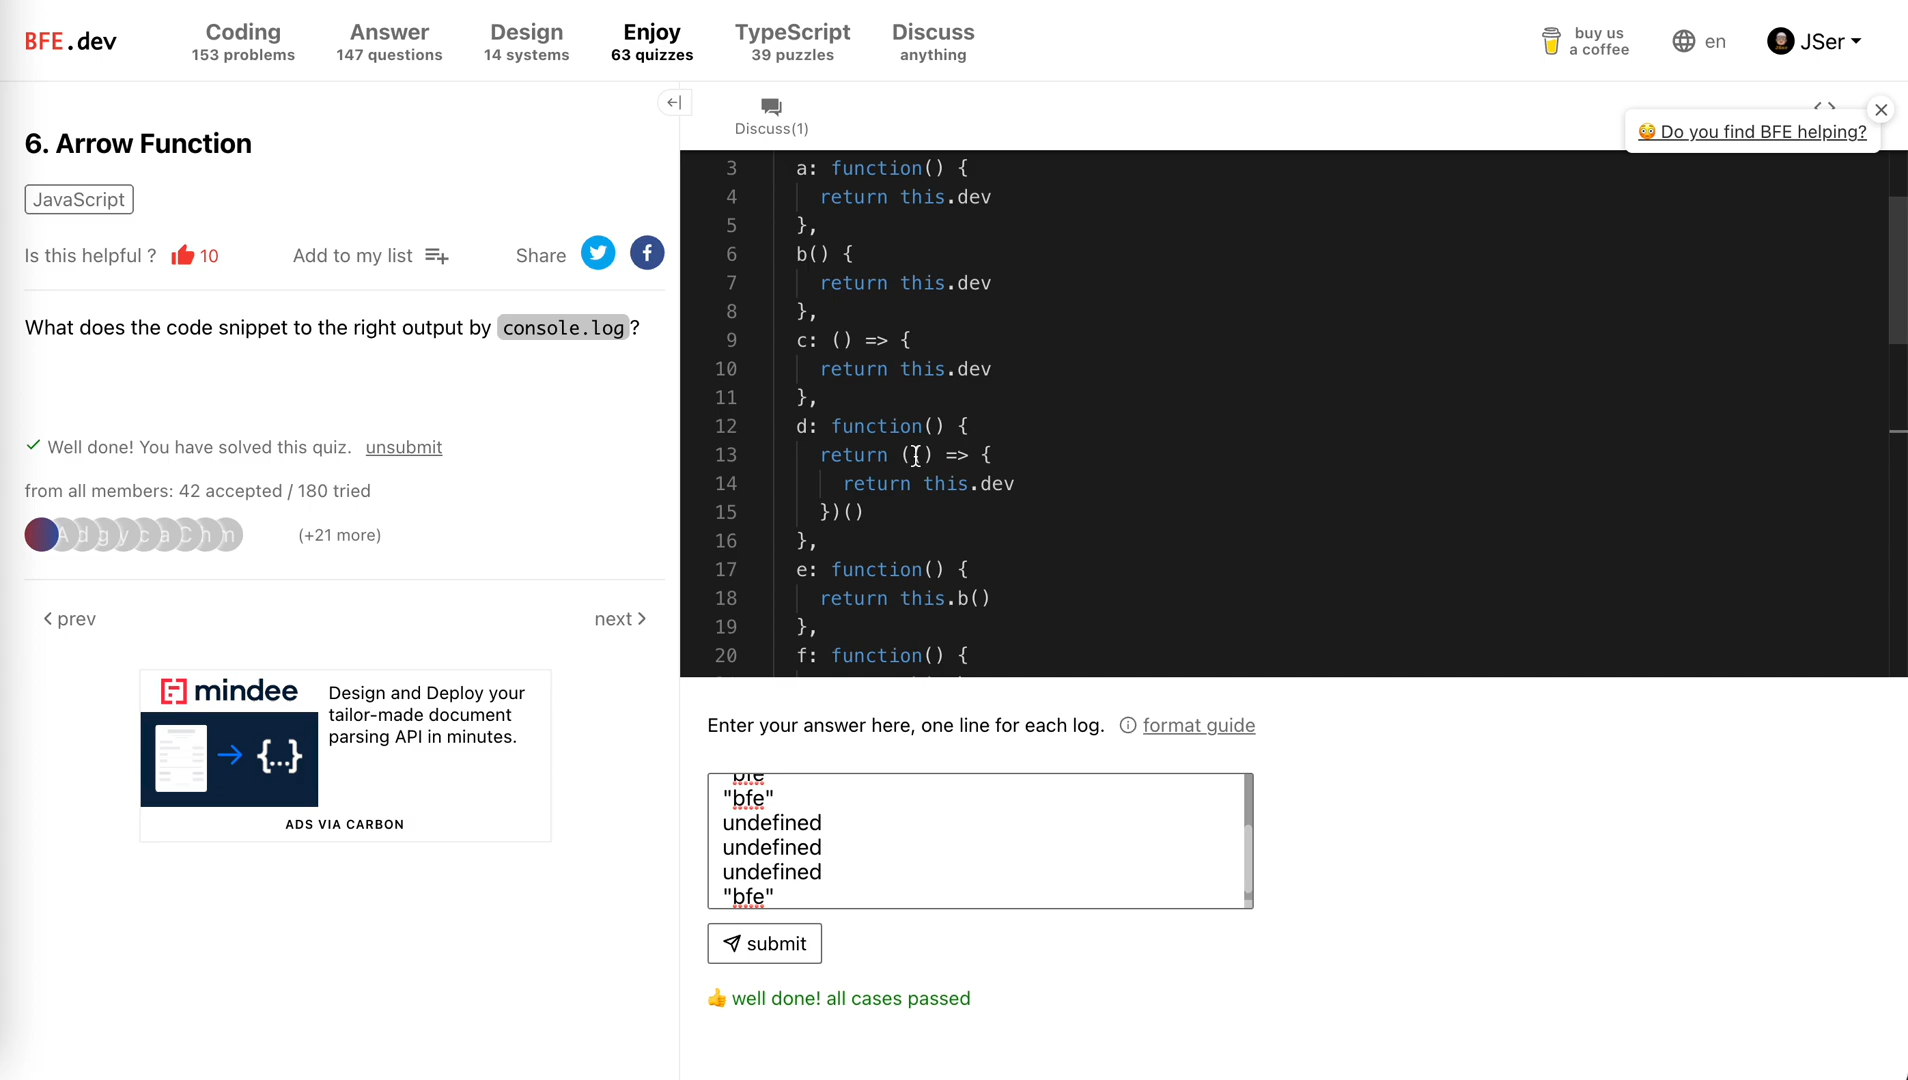 BFE.dev
Coding
153 problems
Answer
147 questions
Design
14 systems
Enjoy
63 quizzes
TypeScript
39 puzzles
Discuss
anything
buy us
a coffee
en
JSer
6. Arrow Function
JavaScript
Is this helpful ?
10
Add to my list
Share
What does the code snippet to the right output by console.log?
Well done! You have solved this quiz. unsubmit
from all members: 42 accepted / 180 tried
A d g y c a C h n
(+21 more)
prev
next
mindee
Design and Deploy your
tailor-made document
parsing API in minutes.
{...}
ADS VIA CARBON
Discuss(1)
Do you find BFE helping?
3 a: function() {
4 return this.dev
5 },
6 b() {
7 return this.dev
8 },
9 c: () => {
10 return this.dev
11 },
12 d: function() {
13 return (() => {
14 return this.dev
15 })()
16 },
17 e: function() {
18 return this.b()
19 },
20 f: function() {
Enter your answer here, one line for each log.
format guide
"bfe"
"bfe"
undefined
undefined
undefined
"bfe"
submit
well done! all cases passed